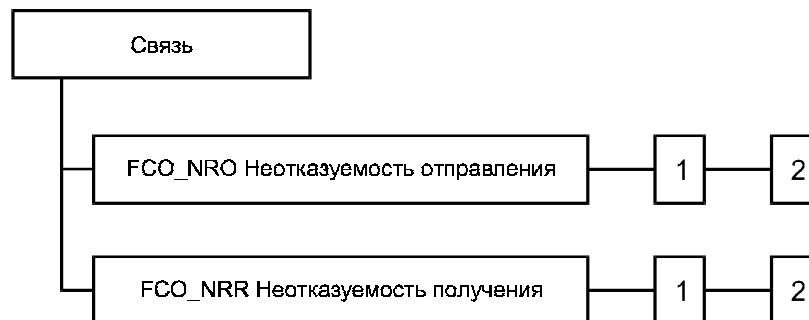 Связь
FCO_NRO Неотказуемость отправления 1 2
FCO_NRR Неотказуемость получения 1 2